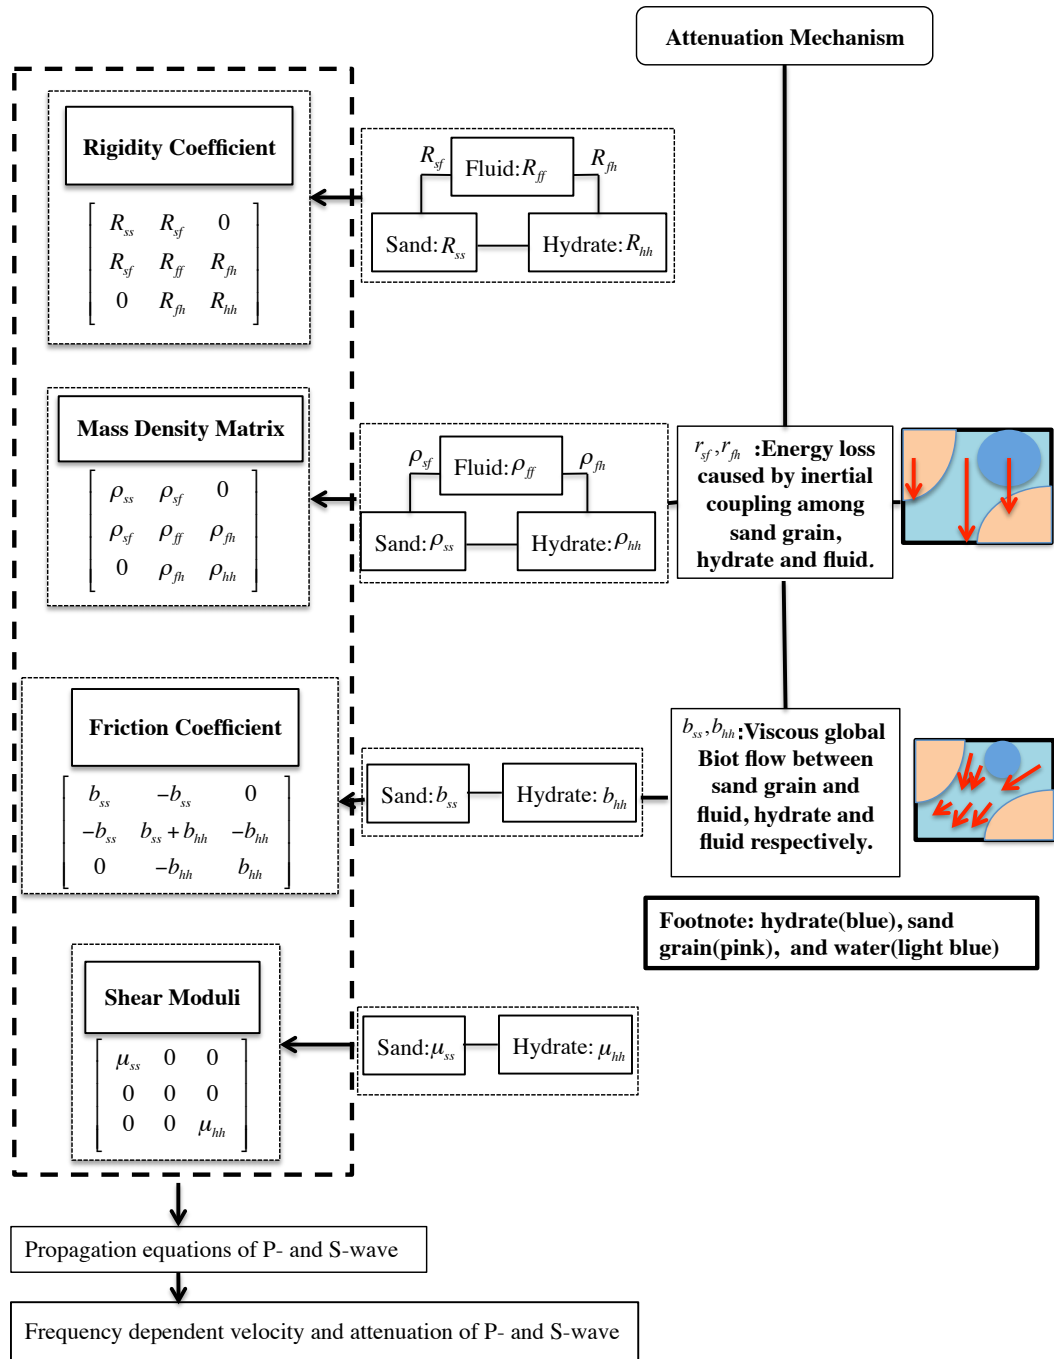 Attenuation Mechanism
Rigidity Coefficient
R_ss R_sf 0
R_sf R_ff R_fh
0 R_fh R_hh
R_sf
Fluid: R_ff
R_fh
Sand: R_ss
Hydrate: R_hh
Mass Density Matrix
ρ_ss ρ_sf 0
ρ_sf ρ_ff ρ_fh
0 ρ_fh ρ_hh
ρ_sf
Fluid: ρ_ff
ρ_fh
Sand: ρ_ss
Hydrate: ρ_hh
r_sf, r_fh :Energy loss
caused by inertial
coupling among
sand grain,
hydrate and fluid.
Friction Coefficient
b_ss −b_ss 0
−b_ss b_ss + b_hh −b_hh
0 −b_hh b_hh
Sand: b_ss
Hydrate: b_hh
b_ss, b_hh :Viscous global
Biot flow between
sand grain and
fluid, hydrate and
fluid respectively.
Footnote: hydrate(blue), sand
grain(pink), and water(light blue)
Shear Moduli
μ_ss 0 0
0 0 0
0 0 μ_hh
Sand: μ_ss
Hydrate: μ_hh
Propagation equations of P- and S-wave
Frequency dependent velocity and attenuation of P- and S-wave